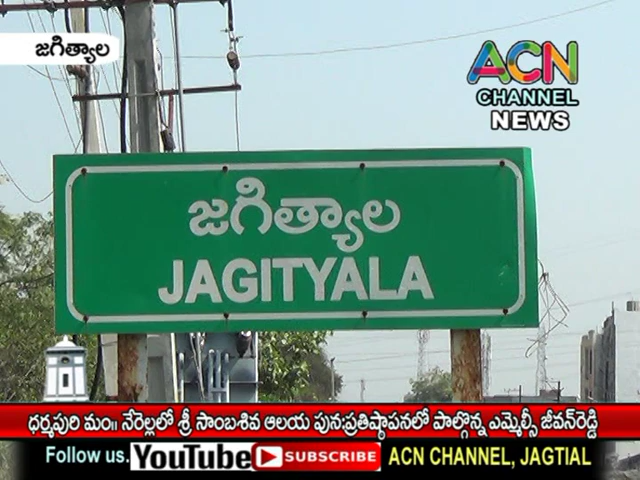 జగిత్యాల
ACN
CHANNEL
NEWS
జగిత్యాల
JAGITYALA
ధర్మపురి మం॥ నేరెల్లలో శ్రీ సాంబశివ ఆలయ పున:ప్రతిష్ఠాపనలో పాల్గొన్న ఎమ్మెల్సీ జీవన్‌రెడ్డి
Follow us. YouTube SUBSCRIBE ACN CHANNEL, JAGTIAL